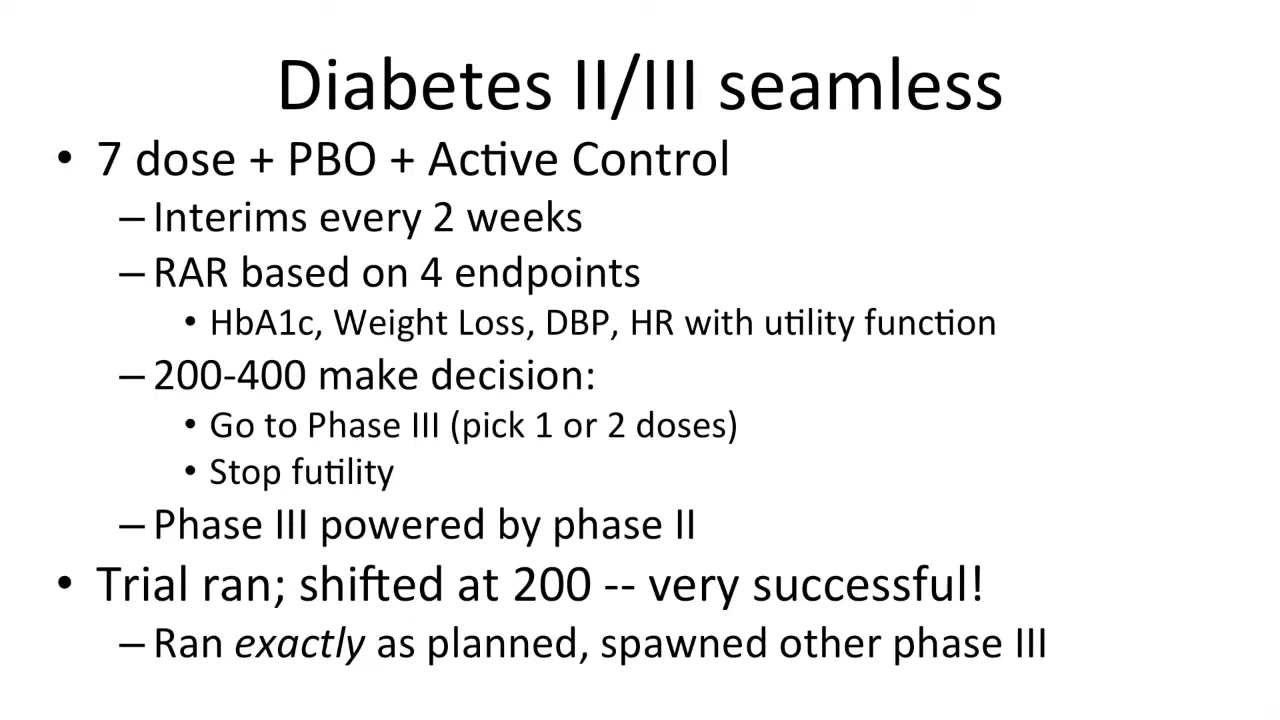 Diabetes II/III seamless
• 7 dose + PBO + Active Control
– Interims every 2 weeks
– RAR based on 4 endpoints
• HbA1c, Weight Loss, DBP, HR with utility function
– 200-400 make decision:
• Go to Phase III (pick 1 or 2 doses)
• Stop futility
– Phase III powered by phase II
• Trial ran; shifted at 200 -- very successful!
– Ran exactly as planned, spawned other phase III